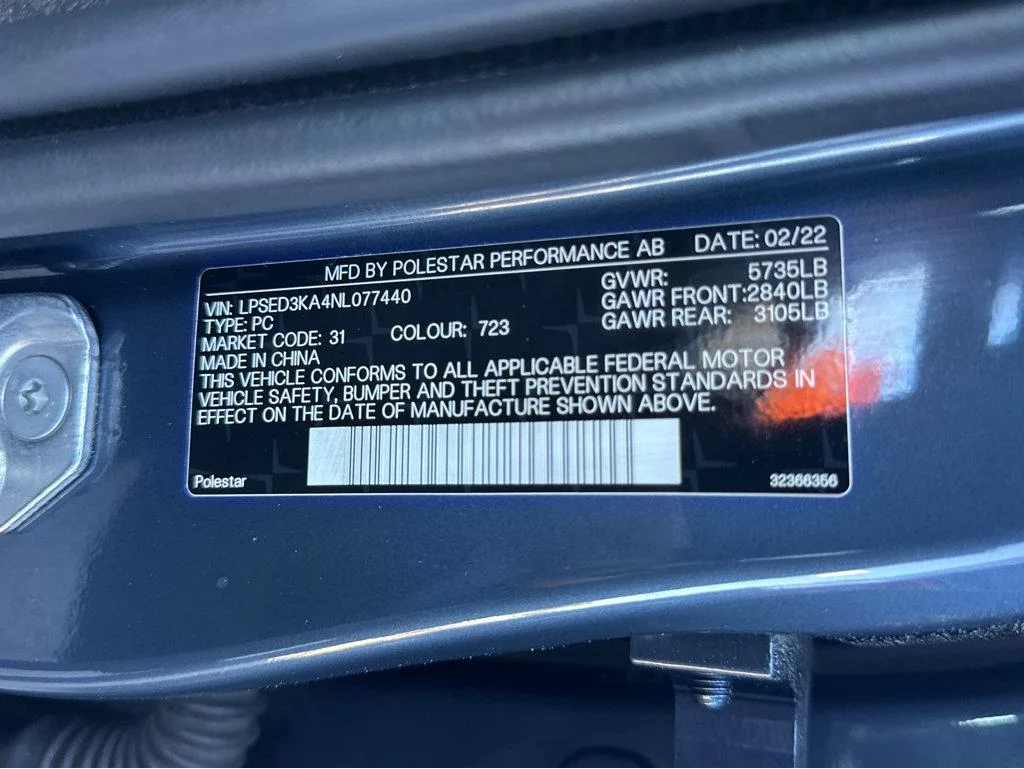 MFD BY POLESTAR PERFORMANCE AB DATE: 02/22
VIN: LPSED3KA4NL077440 GVWR: 5735LB
TYPE: PC GAWR FRONT:2840LB
MARKET CODE: 31 COLOUR: 723 GAWR REAR: 3105LB
MADE IN CHINA
THIS VEHICLE CONFORMS TO ALL APPLICABLE FEDERAL MOTOR
VEHICLE SAFETY, BUMPER AND THEFT PREVENTION STANDARDS IN
EFFECT ON THE DATE OF MANUFACTURE SHOWN ABOVE.
Polestar 32366356